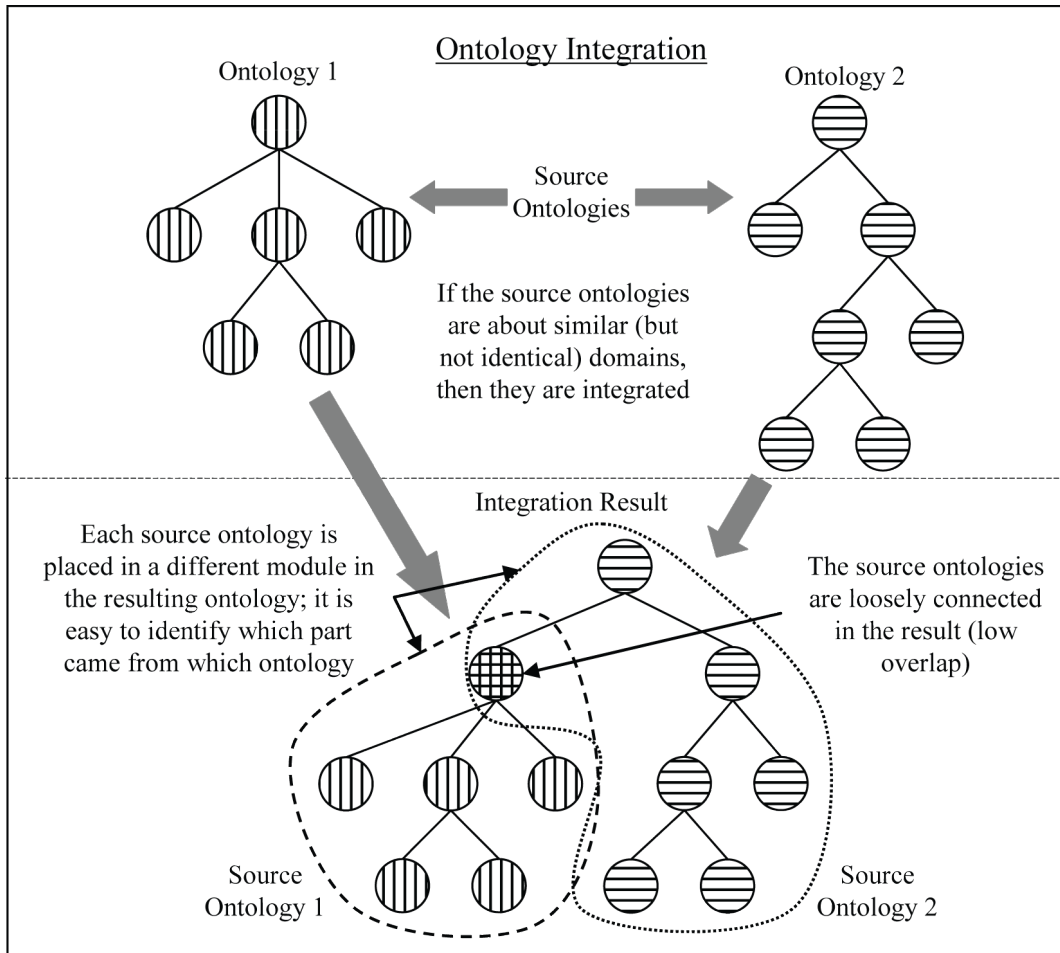 Ontology Integration
Ontology 1
Ontology 2
Source
Ontologies
If the source ontologies
are about similar (but
not identical) domains,
then they are integrated
Integration Result
Each source ontology is
placed in a different module in
the resulting ontology; it is
easy to identify which part
came from which ontology
The source ontologies
are loosely connected
in the result (low
overlap)
Source
Ontology 1
Source
Ontology 2